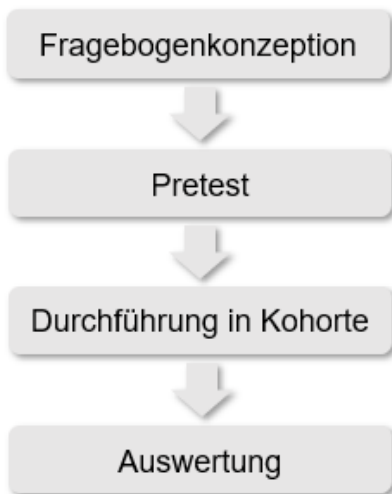 Fragebogenkonzeption
Pretest
Durchführung in Kohorte
Auswertung